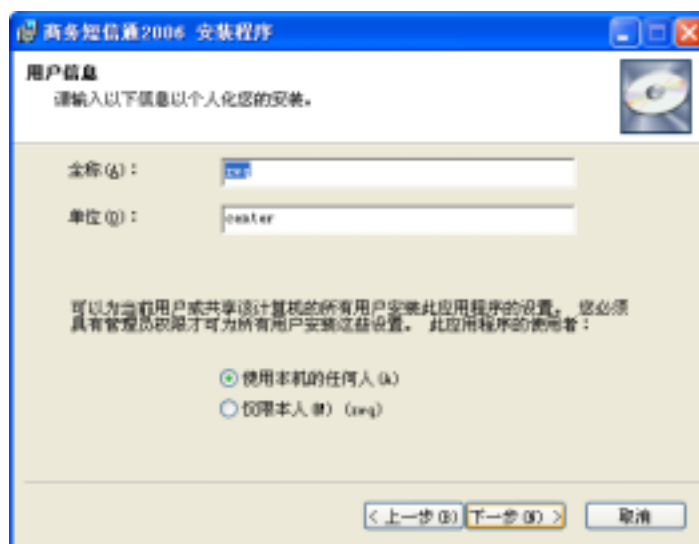 商务短信通2006 安装程序
用户信息
请输入以下信息以个人化您的安装。
全称(A)：
单位(O)：
center
可以为当前用户或共享该计算机的所有用户安装此应用程序的设置。 您必须
具有管理员权限才可为所有用户安装这些设置。 此应用程序的使用者：
使用本机的任何人(A)
仅限本人(M) (zwq)
< 上一步(B)
下一步(N) >
取消